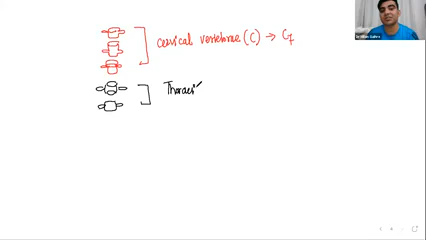 Cervical vertebrae (C) → C7
Thoraci